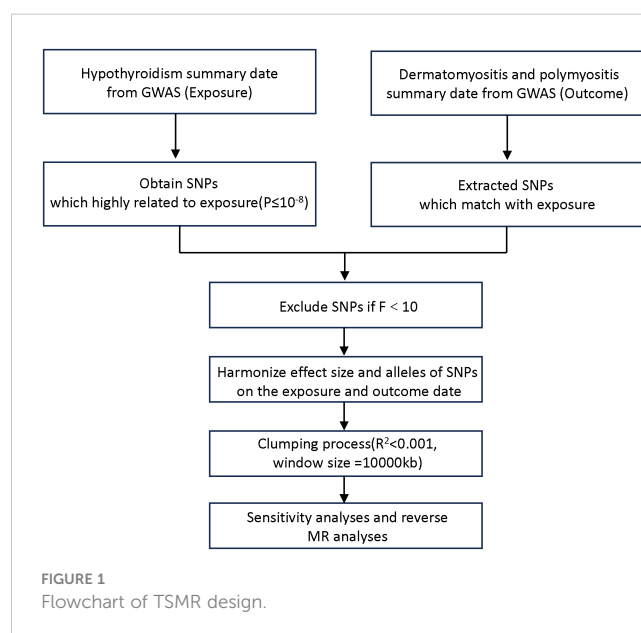 Hypothyroidism summary date
from GWAS (Exposure)
Dermatomyositis and polymyositis
summary date from GWAS (Outcome)
Obtain SNPs
which highly related to exposure(P≤10⁻⁸)
Extracted SNPs
which match with exposure
Exclude SNPs if F < 10
Harmonize effect size and alleles of SNPs
on the exposure and outcome date
Clumping process(R²<0.001,
window size =10000kb)
Sensitivity analyses and reverse
MR analyses
FIGURE 1
Flowchart of TSMR design.